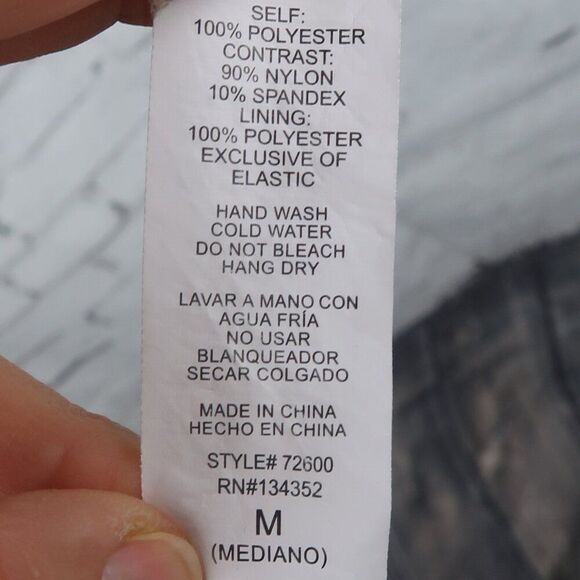 SELF:
100% POLYESTER
CONTRAST:
90% NYLON
10% SPANDEX
LINING:
100% POLYESTER
EXCLUSIVE OF
ELASTIC
HAND WASH
COLD WATER
DO NOT BLEACH
HANG DRY
LAVAR A MANO CON
AGUA FRÍA
NO USAR
BLANQUEADOR
SECAR COLGADO
MADE IN CHINA
HECHO EN CHINA
STYLE# 72600
RN#134352
M
(MEDIANO)